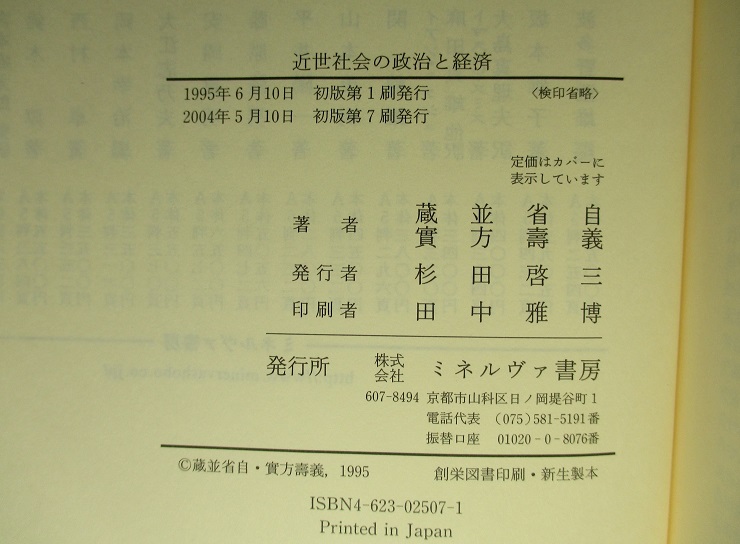 近世社会の政治と経済
1995年6月10日　初版第1刷発行　〈検印省略〉
2004年5月10日　初版第7刷発行
定価はカバーに
表示しています
著者　蔵並省自
實方壽義
発行者　杉田啓三
印刷者　田中雅博
発行所　株式会社　ミネルヴァ書房
607-8494 京都市山科区日ノ岡堤谷町1
電話代表　(075)581-5191番
振替口座　01020-0-8076番
©蔵並省自・實方壽義, 1995　創栄図書印刷・新生製本
ISBN4-623-02507-1
Printed in Japan